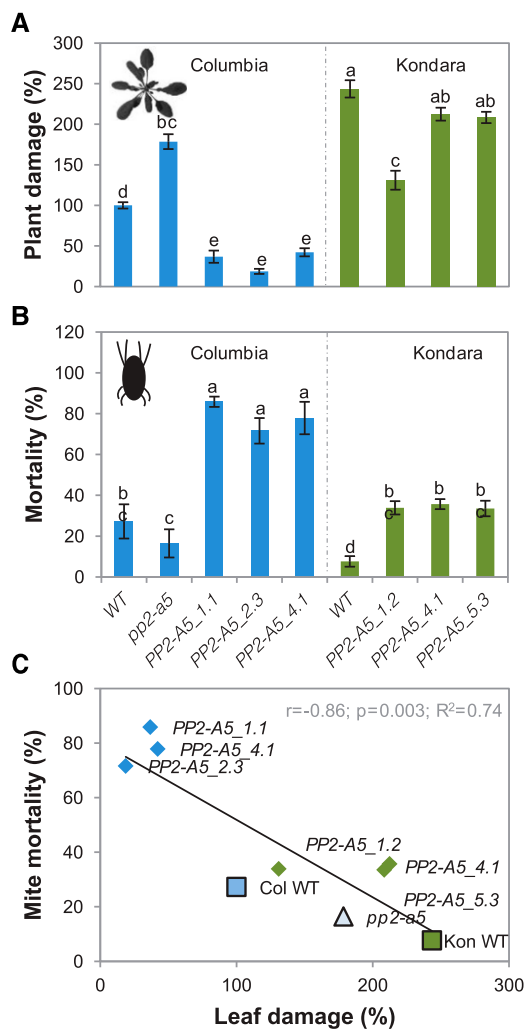 A
Plant damage (%)
300
250
200
150
100
50
0
Columbia
Kondara
d
bc
e
e
e
a
c
ab
ab
B
Mortality (%)
120
100
80
60
40
20
0
Columbia
Kondara
b
c
c
a
a
a
d
b
c
b
b
c
WT
pp2-a5
PP2-A5_1.1
PP2-A5_2.3
PP2-A5_4.1
WT
PP2-A5_1.2
PP2-A5_4.1
PP2-A5_5.3
C
Mite mortality (%)
100
80
60
40
20
0
r=-0.86; p=0.003; R²=0.74
PP2-A5_1.1
PP2-A5_4.1
PP2-A5_2.3
PP2-A5_1.2
PP2-A5_4.1
Col WT
PP2-A5_5.3
pp2-a5
Kon WT
0
100
200
300
Leaf damage (%)